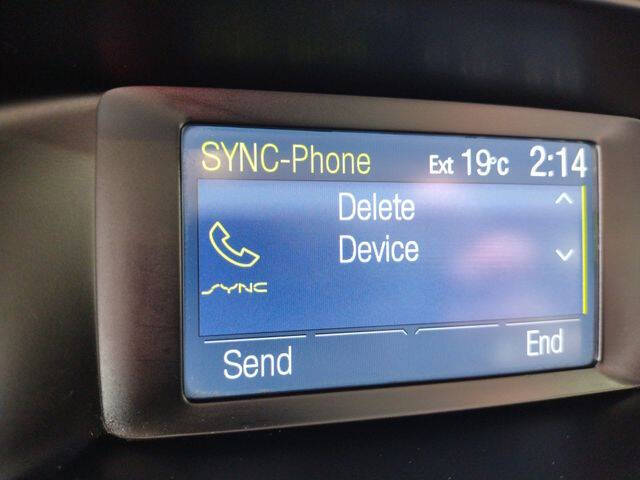 SYNC-Phone Ext 19°c 2:14
Delete
Device
SYNC
Send End